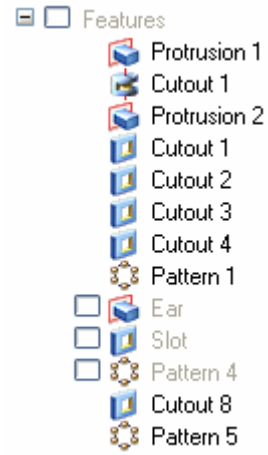 Features
Protrusion 1
Cutout 1
Protrusion 2
Cutout 1
Cutout 2
Cutout 3
Cutout 4
Pattern 1
Ear
Slot
Pattern 4
Cutout 8
Pattern 5